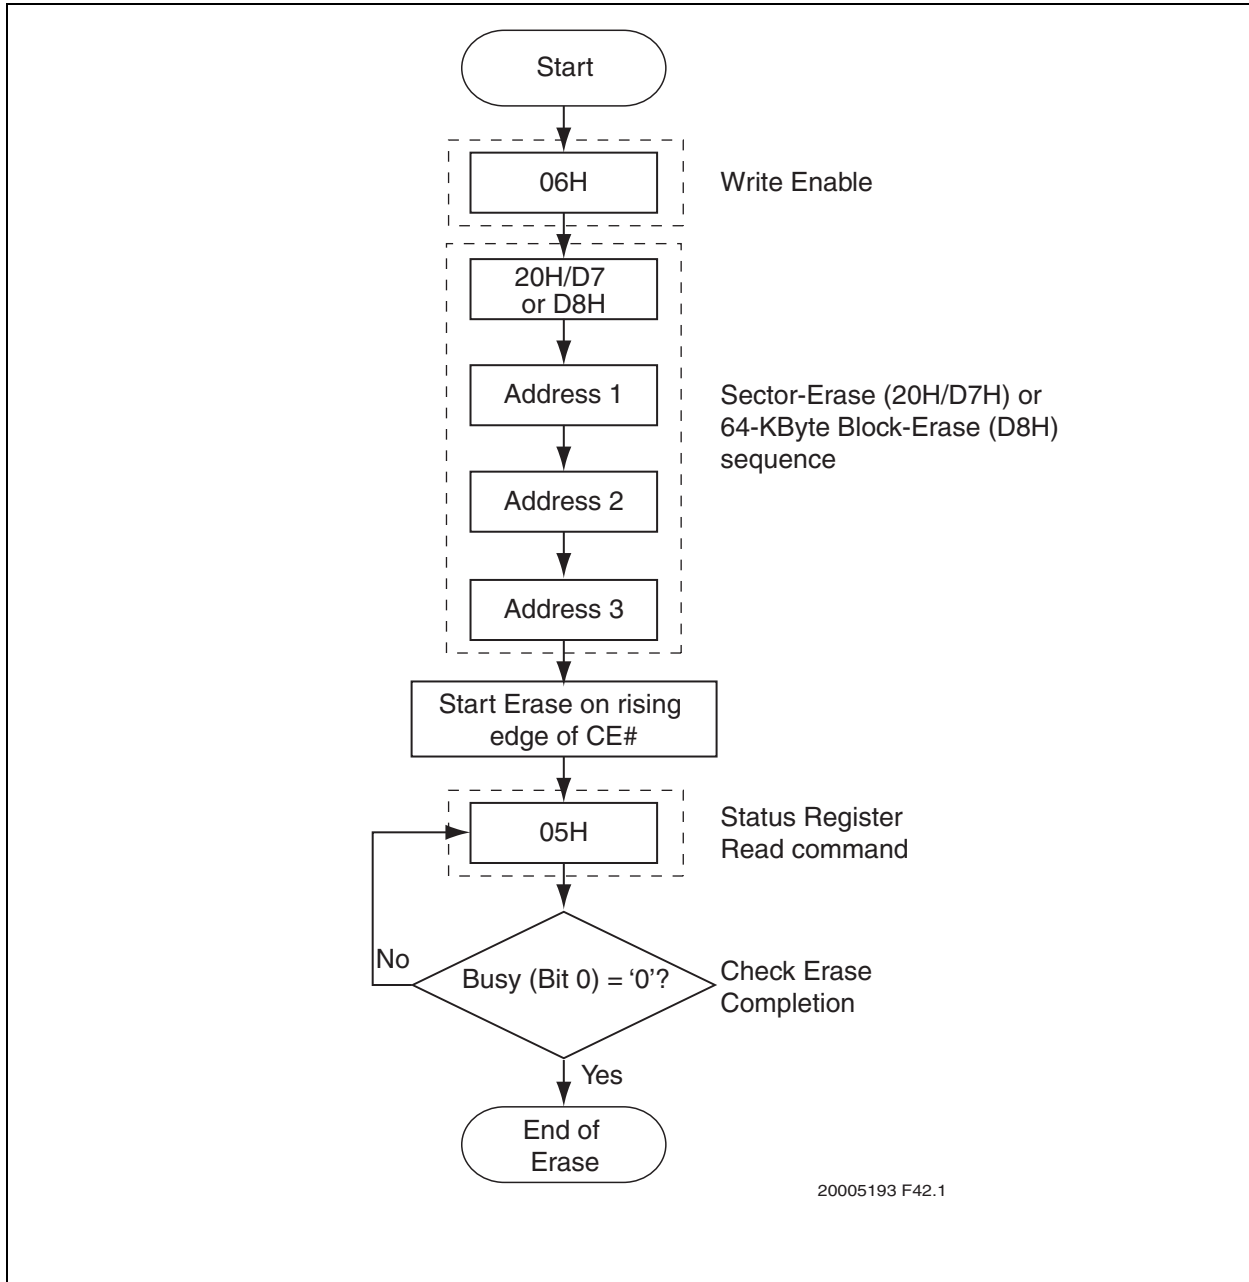 Start
06H
Write Enable
20H/D7
or D8H
Address 1
Sector-Erase (20H/D7H) or
64-KByte Block-Erase (D8H)
sequence
Address 2
Address 3
Start Erase on rising
edge of CE#
05H
Status Register
Read command
No
Busy (Bit 0) = ‘0’?
Check Erase
Completion
Yes
End of
Erase
20005193 F42.1